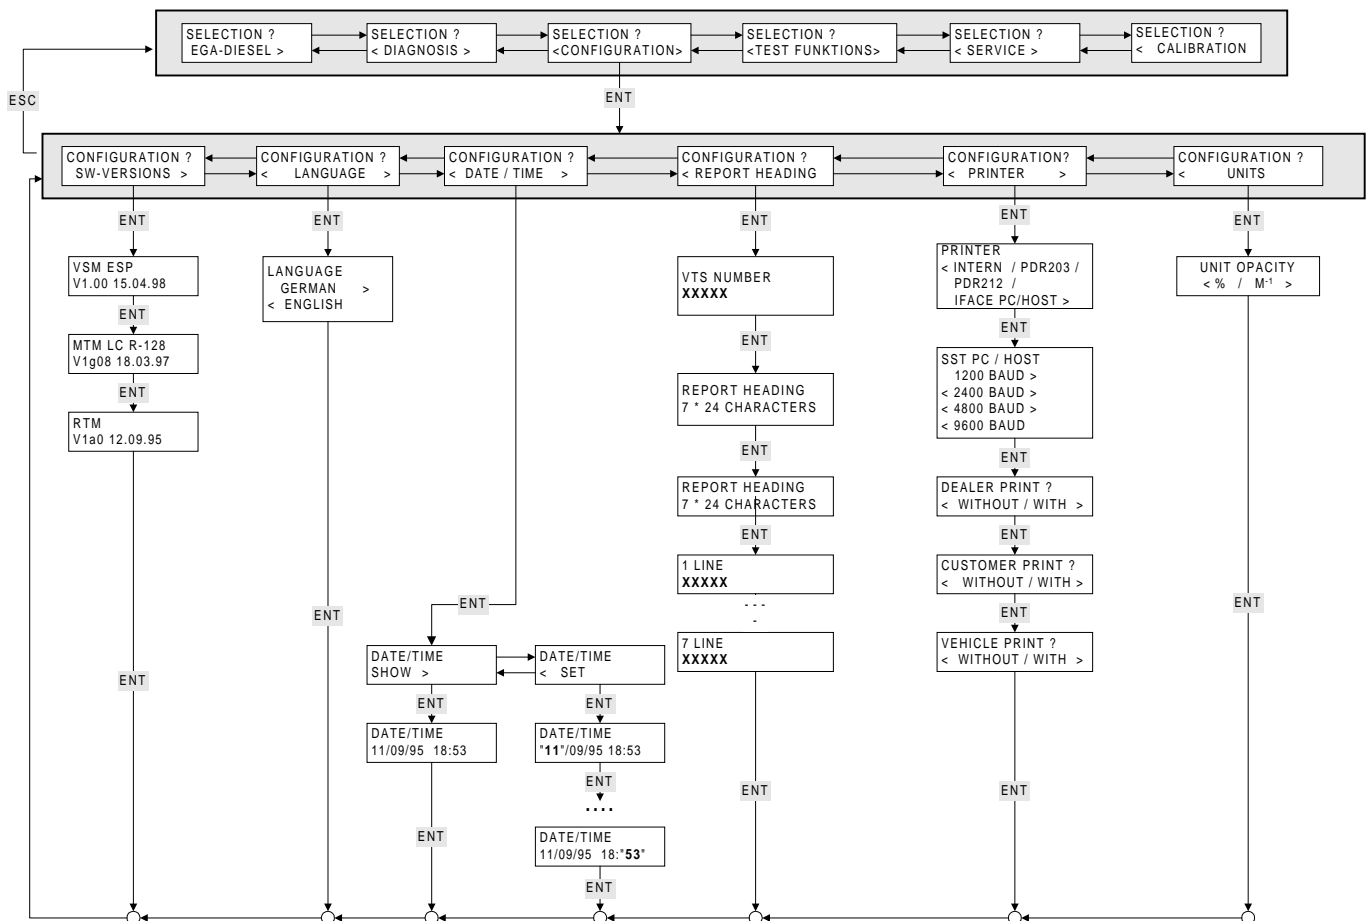 SELECTION ?
EGA-DIESEL >
SELECTION ?
< DIAGNOSIS >
SELECTION ?
<CONFIGURATION>
SELECTION ?
<TEST FUNKTIONS>
SELECTION ?
< SERVICE >
SELECTION ?
< CALIBRATION
ESC
ENT
CONFIGURATION ?
SW-VERSIONS >
CONFIGURATION ?
< LANGUAGE >
CONFIGURATION ?
< DATE / TIME >
CONFIGURATION ?
< REPORT HEADING
CONFIGURATION?
< PRINTER >
CONFIGURATION ?
< UNITS
ENT
VSM ESP
V1.00 15.04.98
ENT
MTM LC R-128
V1g08 18.03.97
ENT
RTM
V1a0 12.09.95
ENT
ENT
LANGUAGE
GERMAN >
< ENGLISH
ENT
ENT
DATE/TIME
SHOW >
ENT
DATE/TIME
11/09/95 18:53
ENT
DATE/TIME
< SET
ENT
DATE/TIME
"11"/09/95 18:53
ENT
....
DATE/TIME
11/09/95 18:"53"
ENT
ENT
VTS NUMBER
XXXXX
ENT
REPORT HEADING
7 * 24 CHARACTERS
ENT
REPORT HEADING
7 * 24 CHARACTERS
ENT
1 LINE
XXXXX
- - -
-
7 LINE
XXXXX
ENT
ENT
PRINTER
< INTERN / PDR203 /
PDR212 /
IFACE PC/HOST >
ENT
SST PC / HOST
1200 BAUD >
< 2400 BAUD >
< 4800 BAUD >
< 9600 BAUD
ENT
DEALER PRINT ?
< WITHOUT / WITH >
ENT
CUSTOMER PRINT ?
< WITHOUT / WITH >
ENT
VEHICLE PRINT ?
< WITHOUT / WITH >
ENT
ENT
UNIT OPACITY
< % / M⁻¹ >
ENT